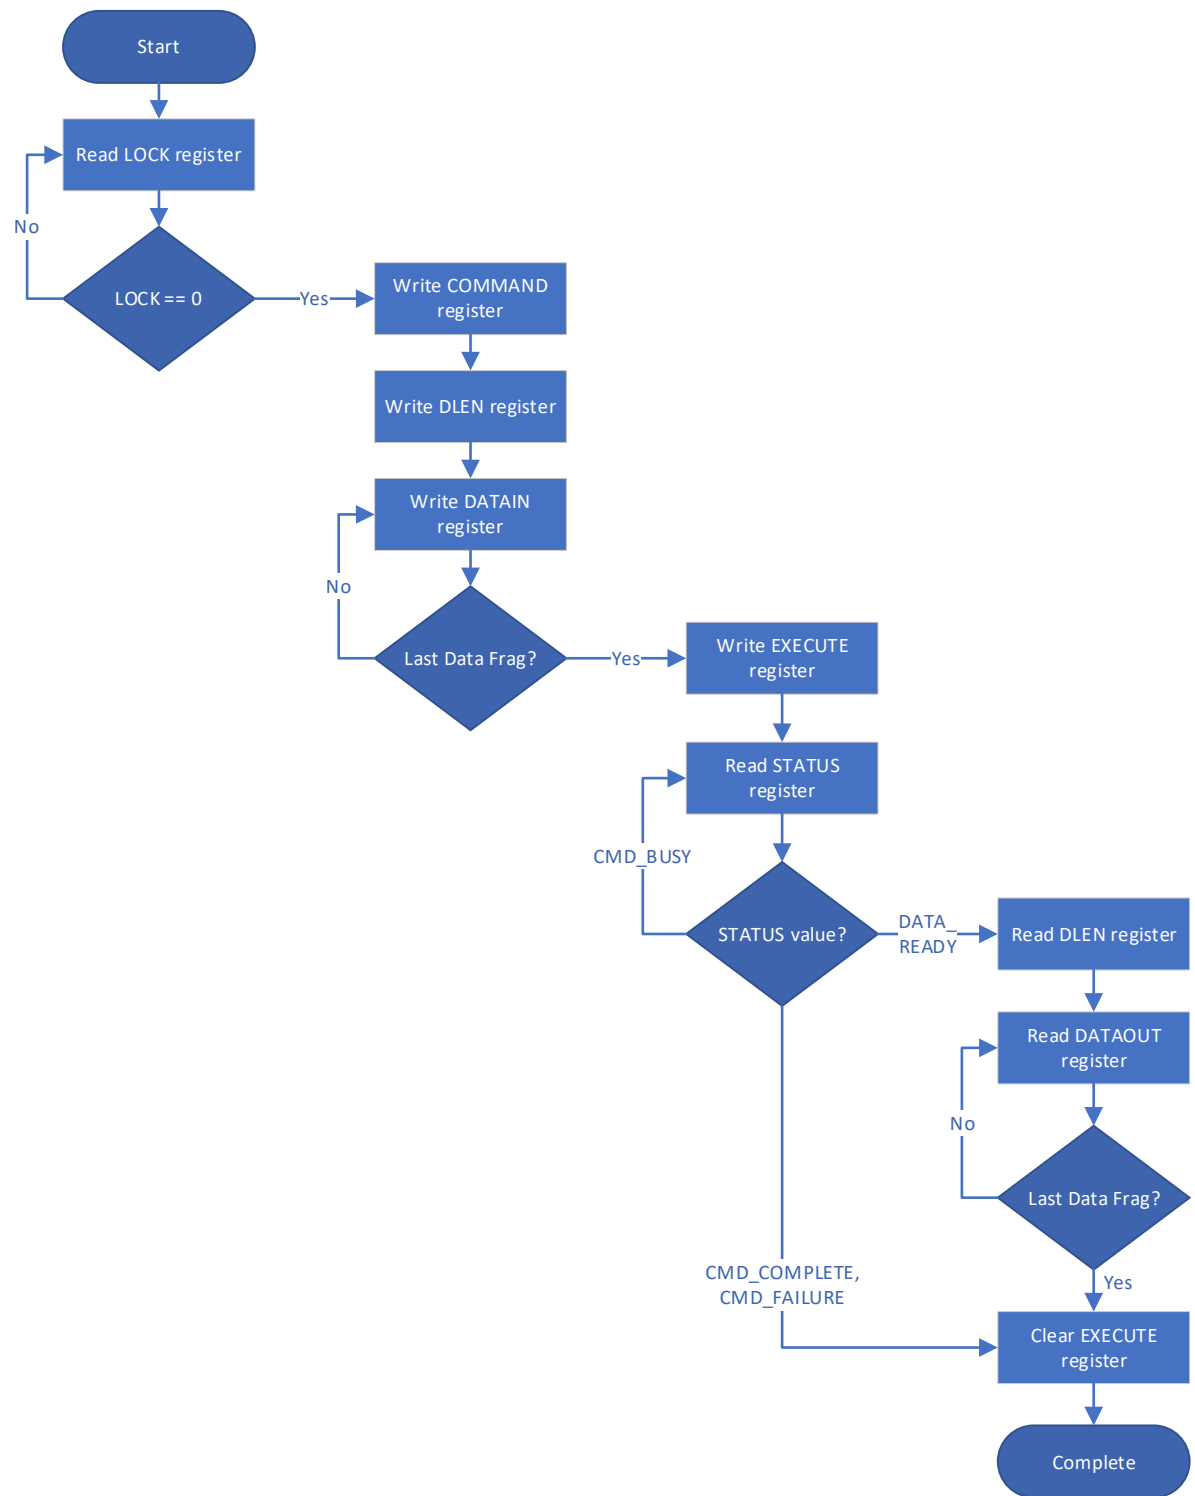 Start
Read LOCK register
No
LOCK == 0
Yes
Write COMMAND
register
Write DLEN register
Write DATAIN
register
No
Last Data Frag?
Yes
Write EXECUTE
register
Read STATUS
register
CMD_BUSY
STATUS value?
DATA_
READY
Read DLEN register
Read DATAOUT
register
No
Last Data Frag?
Yes
CMD_COMPLETE,
CMD_FAILURE
Clear EXECUTE
register
Complete